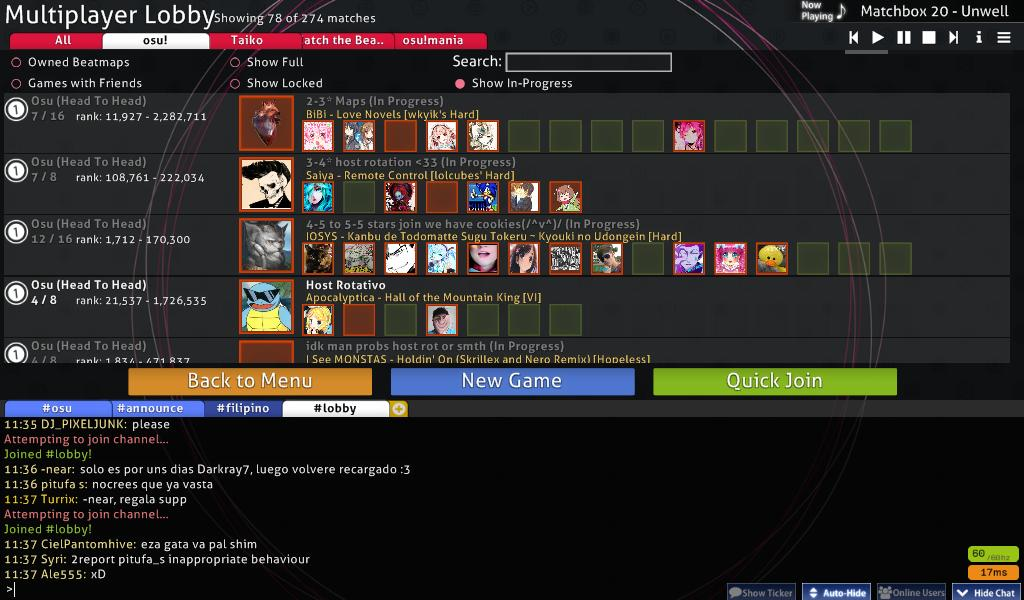 Multiplayer Lobby Showing 78 of 274 matches
Now Playing ♪ Matchbox 20 - Unwell
All osu! Taiko atch the Bea.. osu!mania
Owned Beatmaps Show Full Search:
Games with Friends Show Locked Show In-Progress
1 Osu (Head To Head) 2-3* Maps (In Progress)
7 / 16 rank: 11,927 - 2,282,711 BiBi - Love Novels [wkyik's Hard]
1 Osu (Head To Head) 3-4* host rotation <33 (In Progress)
7 / 8 rank: 108,761 - 222,034 Saiya - Remote Control [lolcubes' Hard]
1 Osu (Head To Head) 4-5 to 5-5 stars join we have cookies(/^v^)/ (In Progress)
12 / 16 rank: 1,712 - 170,300 IOSYS - Kanbu de Todomatte Sugu Tokeru ~ Kyouki no Udongein [Hard]
1 Osu (Head To Head) Host Rotativo
4 / 8 rank: 21,537 - 1,726,535 Apocalyptica - Hall of the Mountain King [VI]
1 Osu (Head To Head) idk man probs host rot or smth (In Progress)
4 / 8 rank: 1,834 - 471,837 I See MONSTAS - Holdin' On (Skrillex and Nero Remix) [Hopeless]
Back to Menu New Game Quick Join
#osu #announce #filipino #lobby
11:35 DJ_PIXELJUNK: please
Attempting to join channel...
Joined #lobby!
11:36 -near: solo es por uns dias Darkray7, luego volvere recargado :3
11:36 pitufa s: nocrees que ya vasta
11:37 Turrix: -near, regala supp
Attempting to join channel...
Joined #lobby!
11:37 CielPantomhive: eza gata va pal shim
11:37 Syri: 2report pitufa_s inappropriate behaviour
11:37 Ale555: xD
>
60 /60hz
17ms
Show Ticker Auto-Hide Online Users Hide Chat